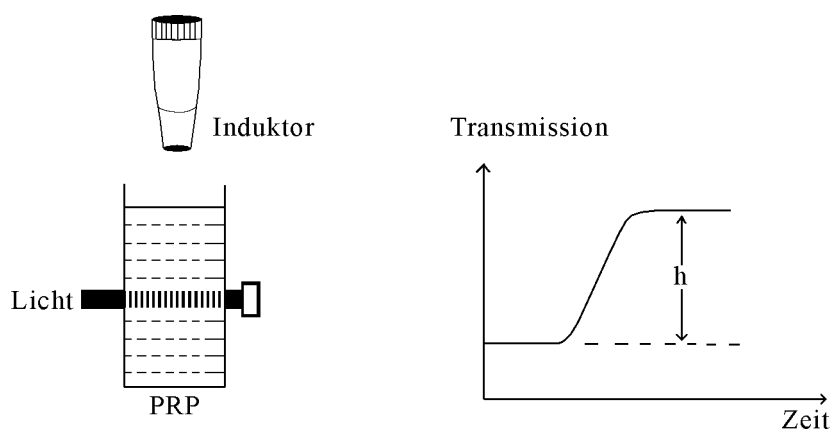 Induktor
Licht
PRP
Transmission
h
Zeit